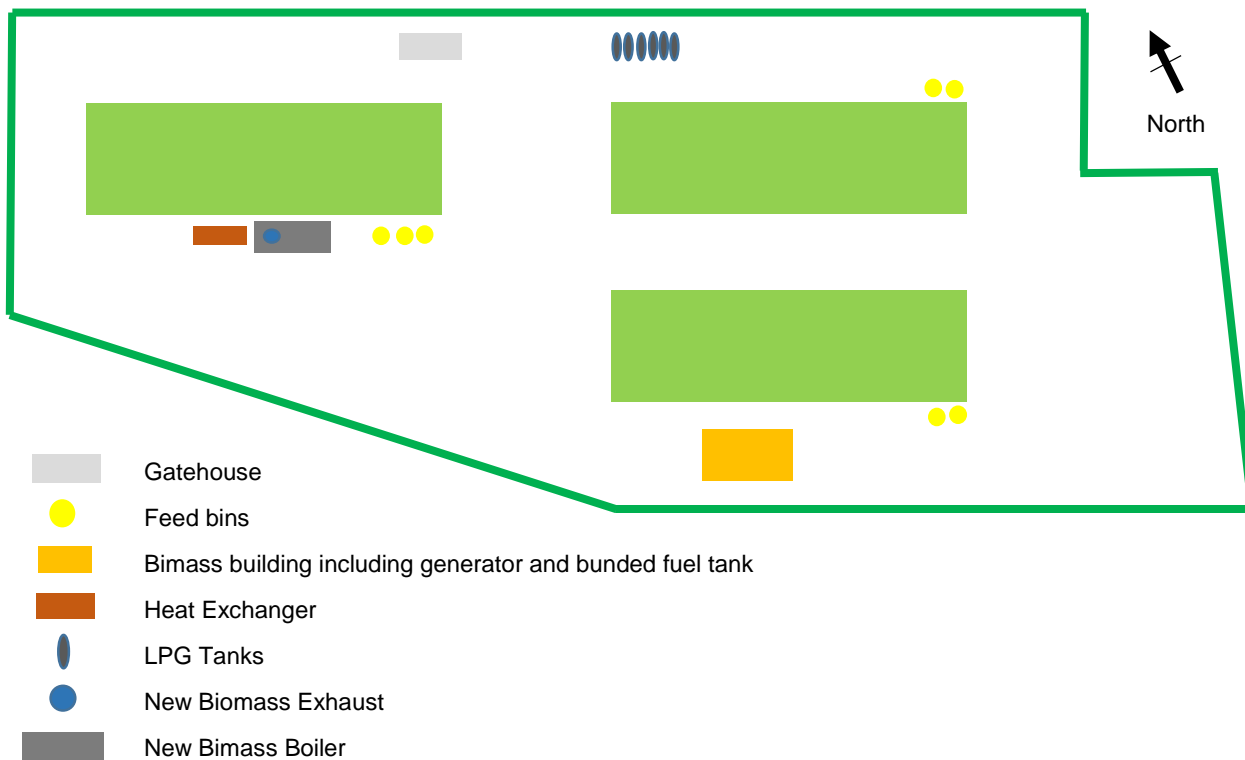 North
Gatehouse
Feed bins
Bimass building including generator and bunded fuel tank
Heat Exchanger
LPG Tanks
New Biomass Exhaust
New Bimass Boiler